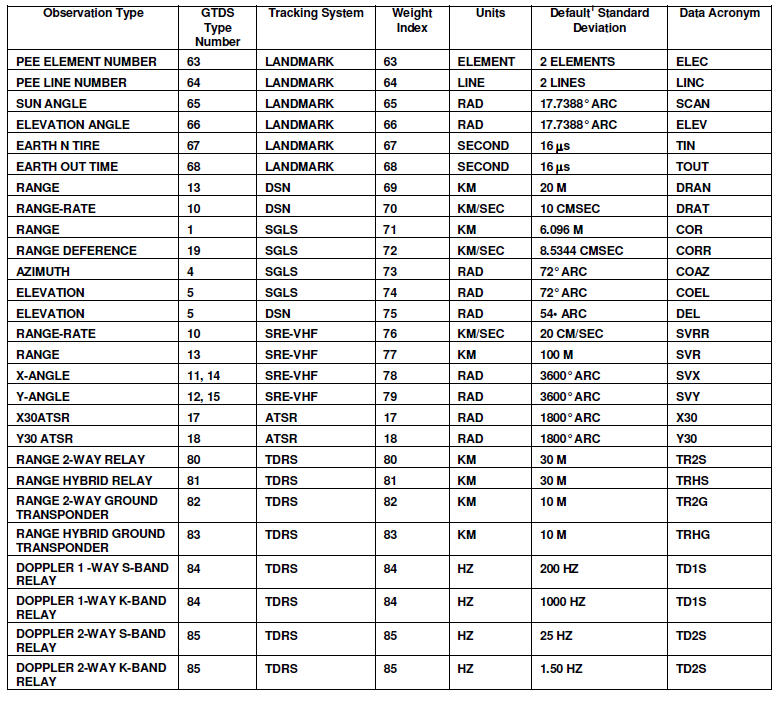 Observation Type GTDS Type Number Tracking System Weight Index Units Default¹ Standard Deviation Data Acronym
PEE ELEMENT NUMBER 63 LANDMARK 63 ELEMENT 2 ELEMENTS ELEC
PEE LINE NUMBER 64 LANDMARK 64 LINE 2 LINES LINC
SUN ANGLE 65 LANDMARK 65 RAD 17.7388° ARC SCAN
ELEVATION ANGLE 66 LANDMARK 66 RAD 17.7388° ARC ELEV
EARTH N TIRE 67 LANDMARK 67 SECOND 16 µs TIN
EARTH OUT TIME 68 LANDMARK 68 SECOND 16 µs TOUT
RANGE 13 DSN 69 KM 20 M DRAN
RANGE-RATE 10 DSN 70 KM/SEC 10 CMSEC DRAT
RANGE 1 SGLS 71 KM 6.096 M COR
RANGE DEFERENCE 19 SGLS 72 KM/SEC 8.5344 CMSEC CORR
AZIMUTH 4 SGLS 73 RAD 72° ARC COAZ
ELEVATION 5 SGLS 74 RAD 72° ARC COEL
ELEVATION 5 DSN 75 RAD 54• ARC DEL
RANGE-RATE 10 SRE-VHF 76 KM/SEC 20 CM/SEC SVRR
RANGE 13 SRE-VHF 77 KM 100 M SVR
X-ANGLE 11, 14 SRE-VHF 78 RAD 3600° ARC SVX
Y-ANGLE 12, 15 SRE-VHF 79 RAD 3600° ARC SVY
X30ATSR 17 ATSR 17 RAD 1800° ARC X30
Y30 ATSR 18 ATSR 18 RAD 1800° ARC Y30
RANGE 2-WAY RELAY 80 TDRS 80 KM 30 M TR2S
RANGE HYBRID RELAY 81 TDRS 81 KM 30 M TRHS
RANGE 2-WAY GROUND TRANSPONDER 82 TDRS 82 KM 10 M TR2G
RANGE HYBRID GROUND TRANSPONDER 83 TDRS 83 KM 10 M TRHG
DOPPLER 1 -WAY S-BAND RELAY 84 TDRS 84 HZ 200 HZ TD1S
DOPPLER 1-WAY K-BAND RELAY 84 TDRS 84 HZ 1000 HZ TD1S
DOPPLER 2-WAY S-BAND RELAY 85 TDRS 85 HZ 25 HZ TD2S
DOPPLER 2-WAY K-BAND RELAY 85 TDRS 85 HZ 1.50 HZ TD2S